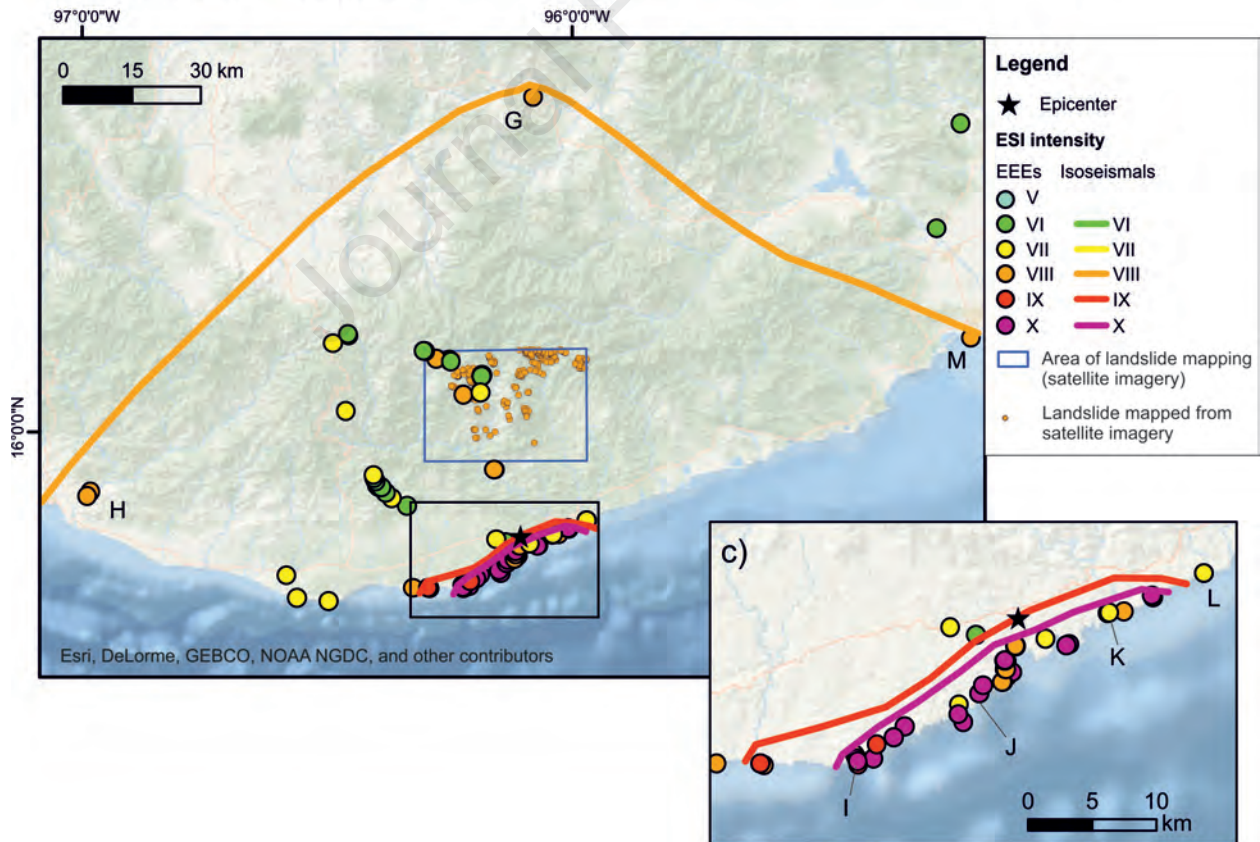 97°0'0"W 96°0'0"W
0 15 30 km
Journal P
G
M
H
16°0'0"N
Esri, DeLorme, GEBCO, NOAA NGDC, and other contributors
Legend
Epicenter
ESI intensity
EEEs Isoseismals
V
VI VI
VII VII
VIII VIII
IX IX
X X
Area of landslide mapping
(satellite imagery)
Landslide mapped from
satellite imagery
c)
L
K
J
I
0 5 10
km